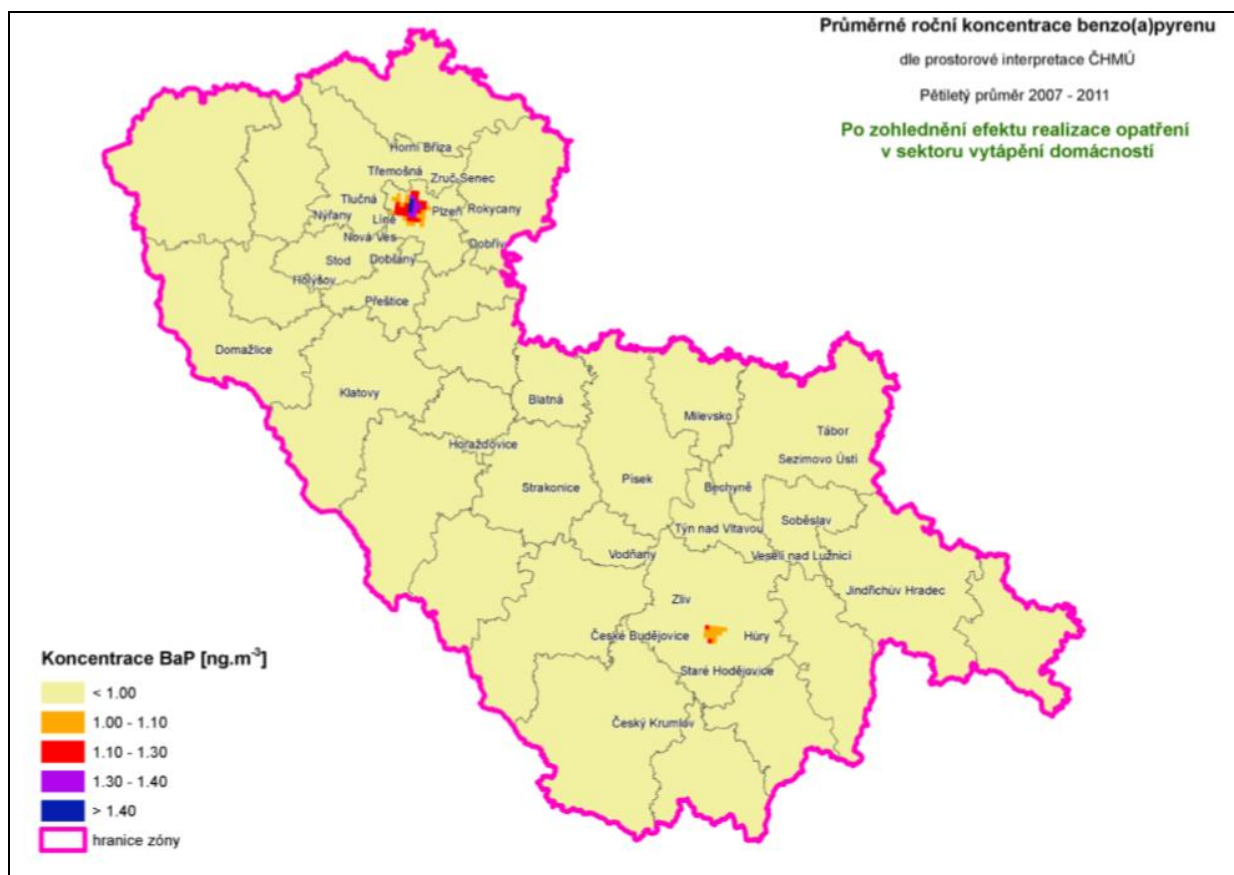 Průměrné roční koncentrace benzo(a)pyrenu
dle prostorové interpretace ČHMÚ
Pětiletý průměr 2007 - 2011
Po zohlednění efektu realizace opatření
v sektoru vytápění domácností
Horní Bříza
Třemošná
Zruč-Senec
Tlučná
Plzeň
Rokycany
Nýřany
Líně
Nová Ves
Dobřív
Stod
Dobřany
Holýšov
Přeštice
Domažlice
Klatovy
Blatná
Milevsko
Tábor
Horažďovice
Sezimovo Ústí
Strakonice
Písek
Bechyně
Soběslav
Týn nad Vltavou
Vodňany
Veselí nad Lužnicí
Jindřichův Hradec
Zliv
České Budějovice
Hůry
Staré Hodějovice
Český Krumlov
Koncentrace BaP [ng.m⁻³]
< 1.00
1.00 - 1.10
1.10 - 1.30
1.30 - 1.40
> 1.40
hranice zóny